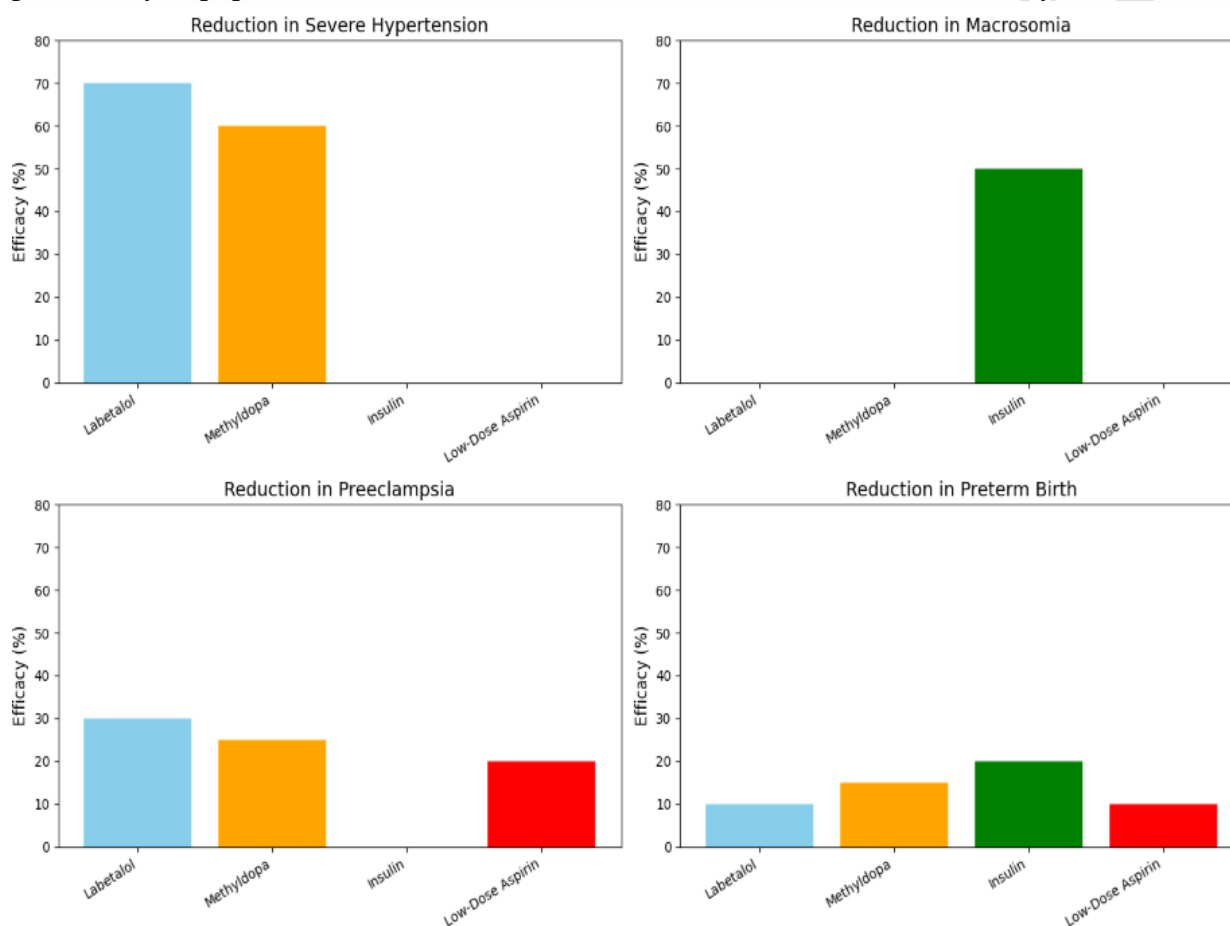 Reduction in Severe Hypertension
80
70
60
50
40
30
20
10
0
Efficacy (%)
Labetalol
Methyldopa
Insulin
Low-Dose Aspirin
Reduction in Macrosomia
80
70
60
50
40
30
20
10
0
Efficacy (%)
Labetalol
Methyldopa
Insulin
Low-Dose Aspirin
Reduction in Preeclampsia
80
70
60
50
40
30
20
10
0
Efficacy (%)
Labetalol
Methyldopa
Insulin
Low-Dose Aspirin
Reduction in Preterm Birth
80
70
60
50
40
30
20
10
0
Efficacy (%)
Labetalol
Methyldopa
Insulin
Low-Dose Aspirin